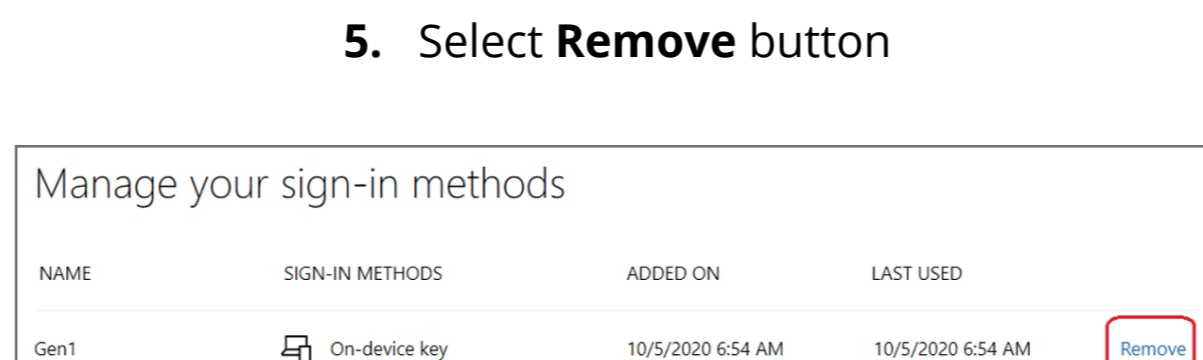 5. Select Remove button
Manage your sign-in methods
NAME SIGN-IN METHODS ADDED ON LAST USED
Gen1 On-device key 10/5/2020 6:54 AM 10/5/2020 6:54 AM Remove